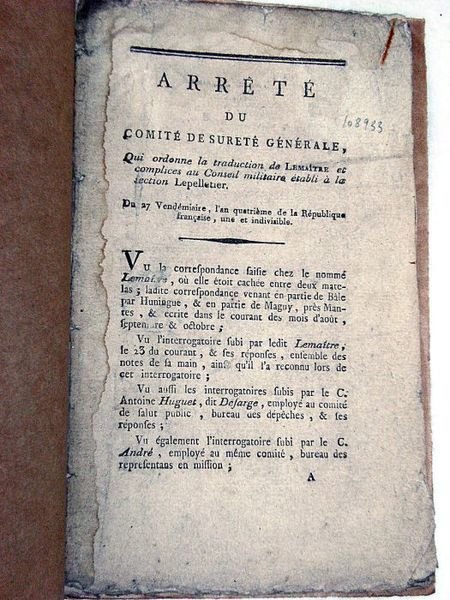 108933
ARRÊTÉ
DU
COMITÉ DE SURETÉ GÉNÉRALE,
Qui ordonne la traduction de LEMAÎTRE et
complices au Conseil militaire établi à la
section Lepelletier.
Du 27 Vendémiaire, l'an quatrième de la République
française, une et indivisible.
VU la correspondance saisie chez le nommé
Lemaître, où elle étoit cachée entre deux mate-
las; ladite correspondance venant en partie de Bâle
par Huningue, & en partie de Maguy, près Man-
tes, & écrite dans le courant des mois d'août,
septembre & octobre;
Vu l'interrogatoire subi par ledit Lemaître,
le 23 du courant, & ses réponses, ensemble des
notes de sa main, ainsi qu'il l'a reconnu lors de
cet interrogatoire;
Vu aussi les interrogatoires subis par le C.
Antoine Huguet, dit Defarge, employé au comité
de salut public, bureau des dépêches, & ses
réponses;
Vu également l'interrogatoire subi par le C.
André, employé au même comité, bureau des
représentans en mission;
A